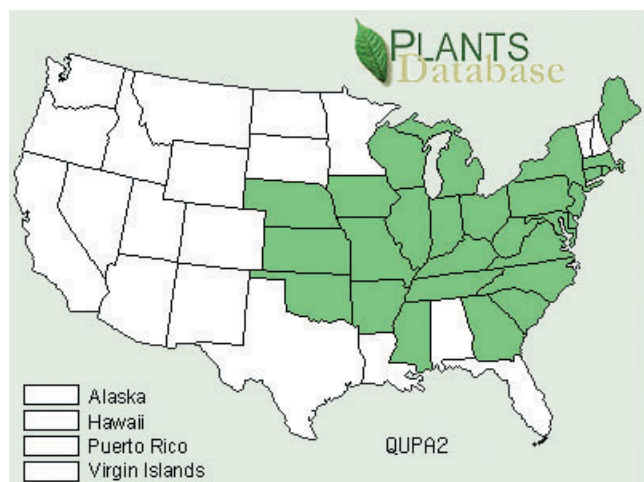 PLANTS
Database
Alaska
Hawaii
Puerto Rico
Virgin Islands
QUPA2